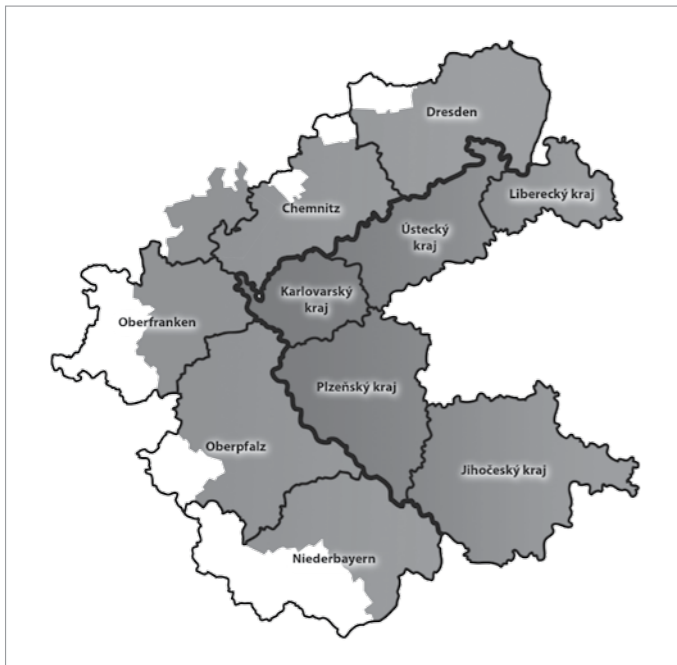 Dresden
Liberecký kraj
Chemnitz
Ústecký
kraj
Karlovarský
kraj
Oberfranken
Plzeňský kraj
Oberpfalz
Jihočeský kraj
Niederbayern